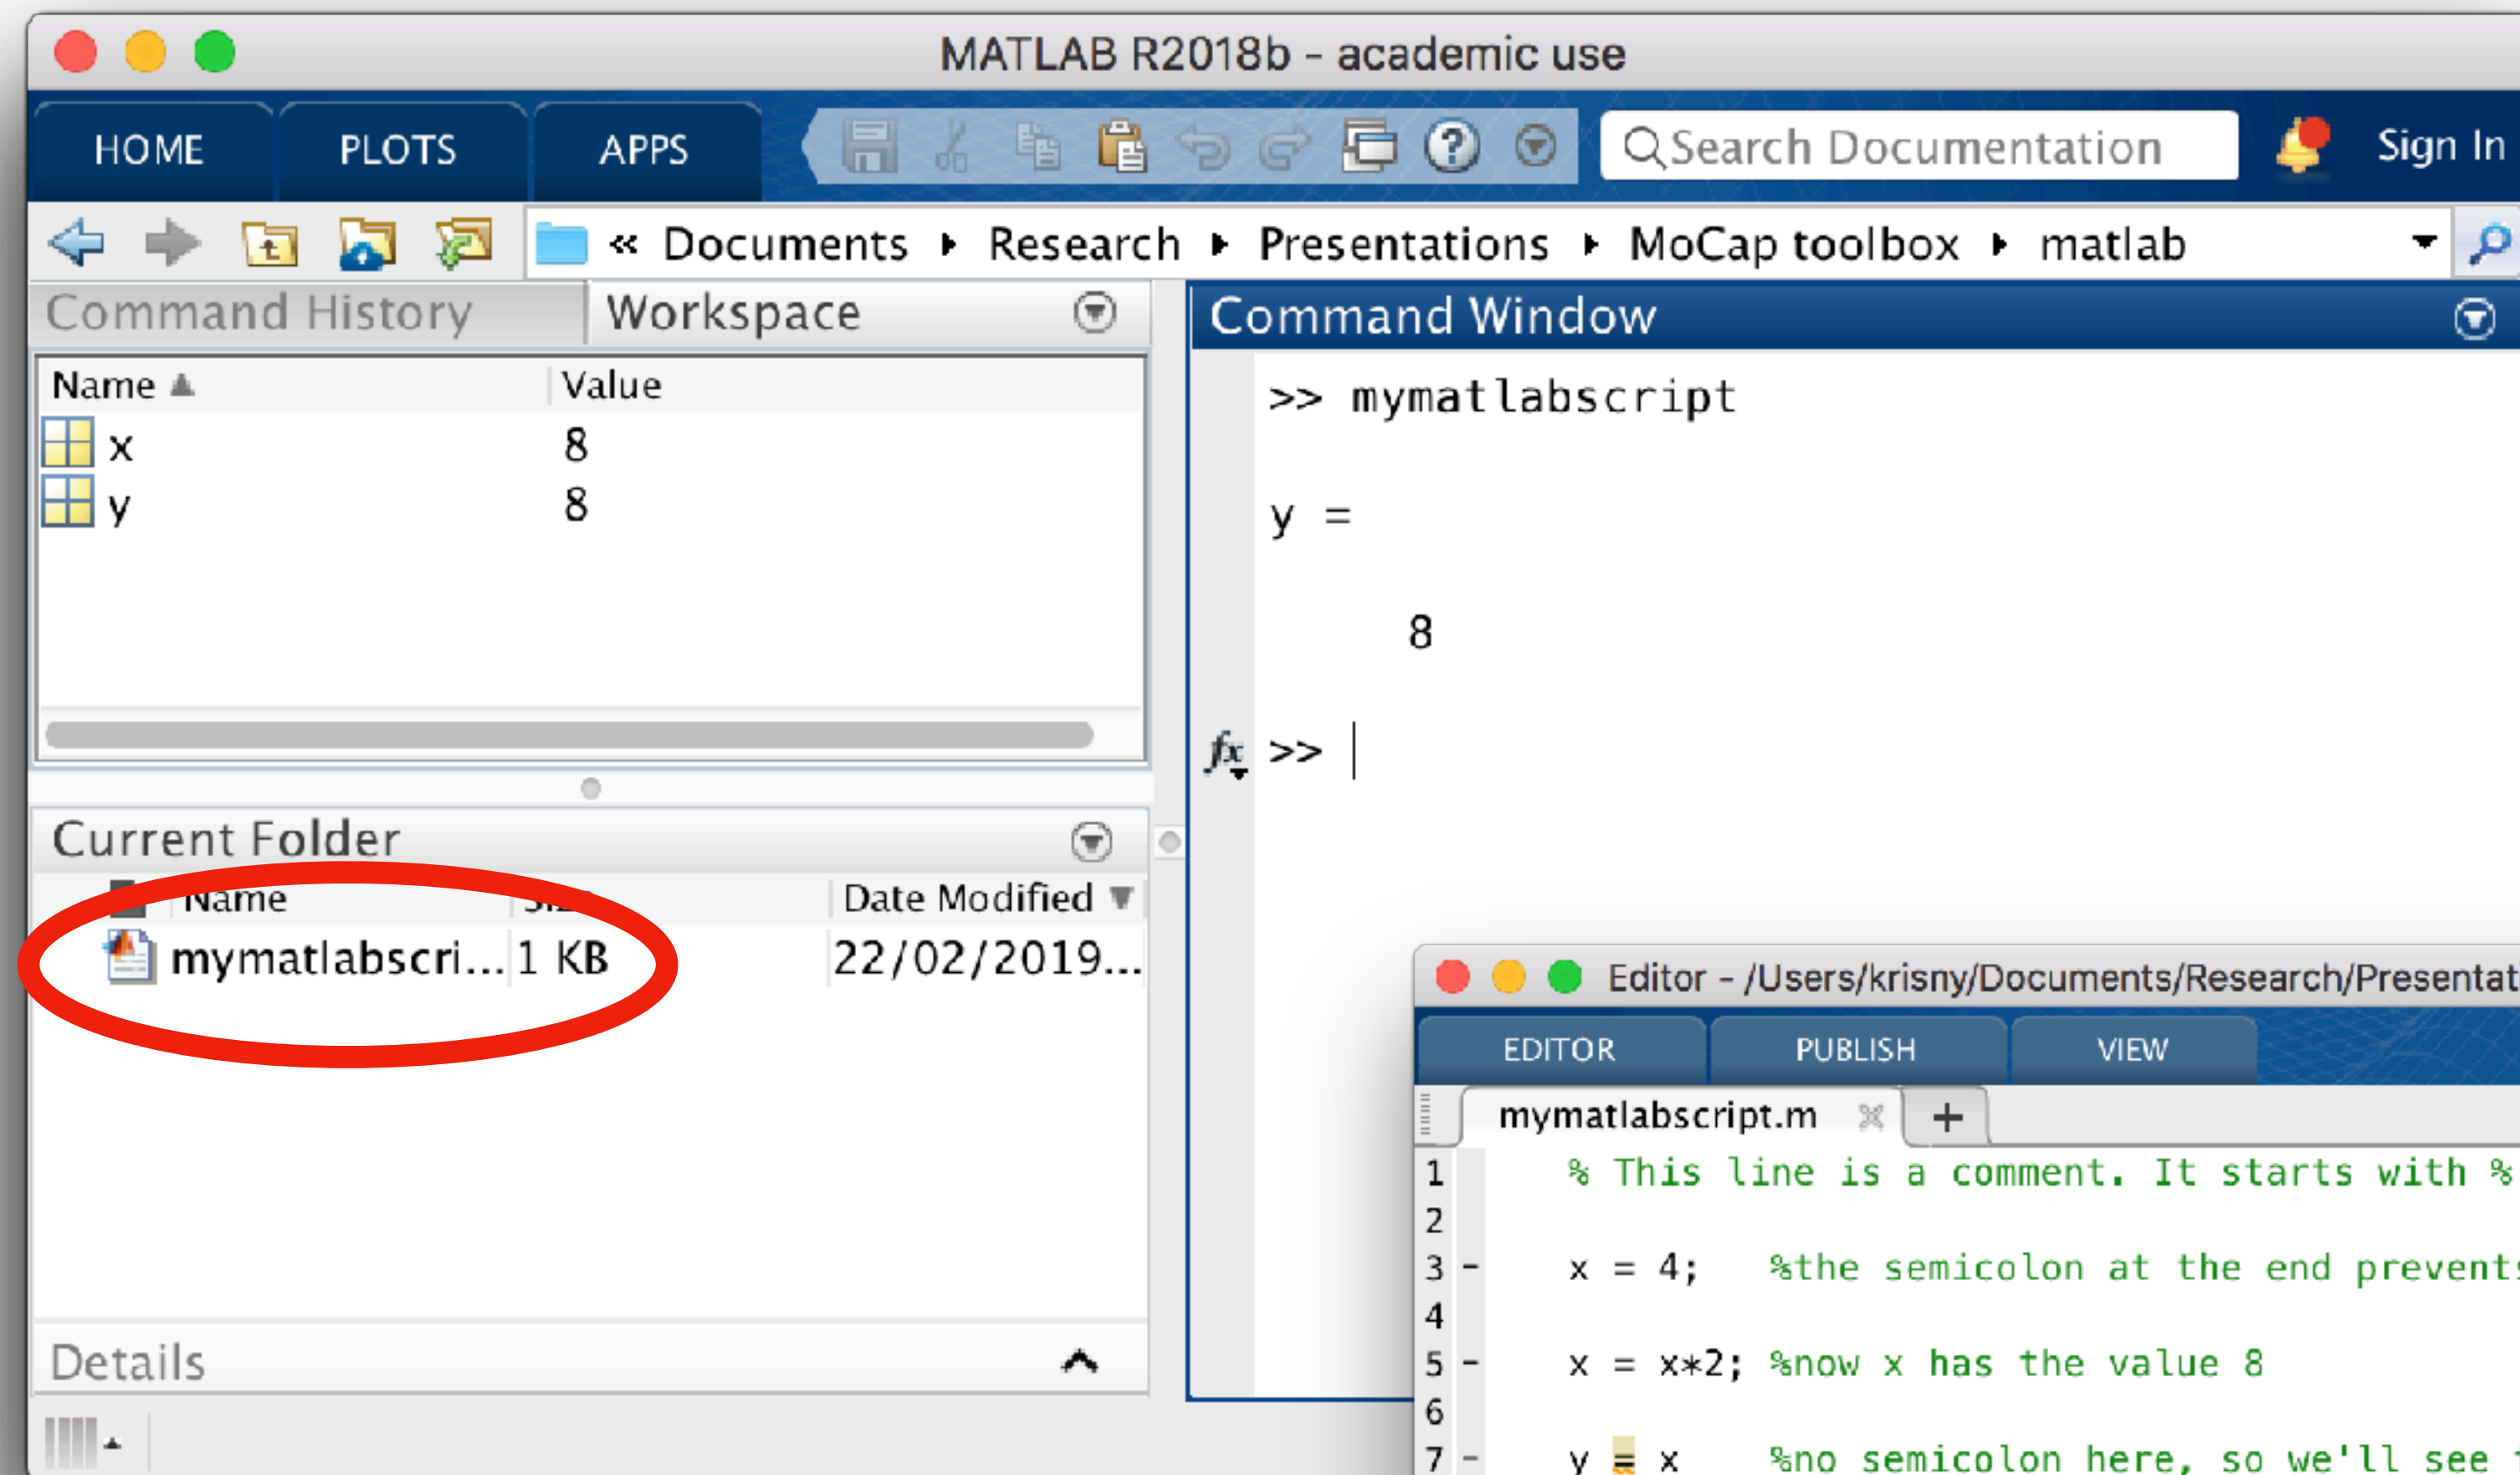 MATLAB R2018b - academic use
HOME PLOTS APPS Search Documentation Sign In
« Documents ▸ Research ▸ Presentations ▸ MoCap toolbox ▸ matlab
Command History Workspace
Name Value
x 8
y 8
Command Window
>> mymatlabscript
y =
8
fx >>
Current Folder
Name Date Modified
mymatlabscri... 1 KB 22/02/2019...
Details
Editor - /Users/krisny/Documents/Research/Presentat
EDITOR PUBLISH VIEW
mymatlabscript.m +
1 % This line is a comment. It starts with %
2
3 - x = 4; %the semicolon at the end prevents
4
5 - x = x*2; %now x has the value 8
6
7 - y = x %no semicolon here, so we'll see